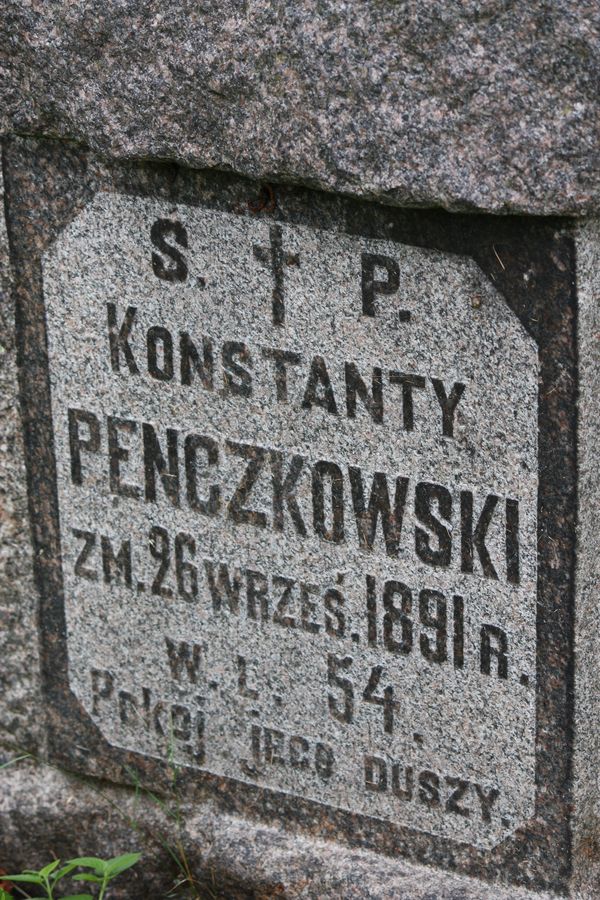 S. † P.
KONSTANTY
PENCZKOWSKI
ZM. 26 WRZEŚ. 1891 R.
W. L. 54.
Pokój jego DUSZY.